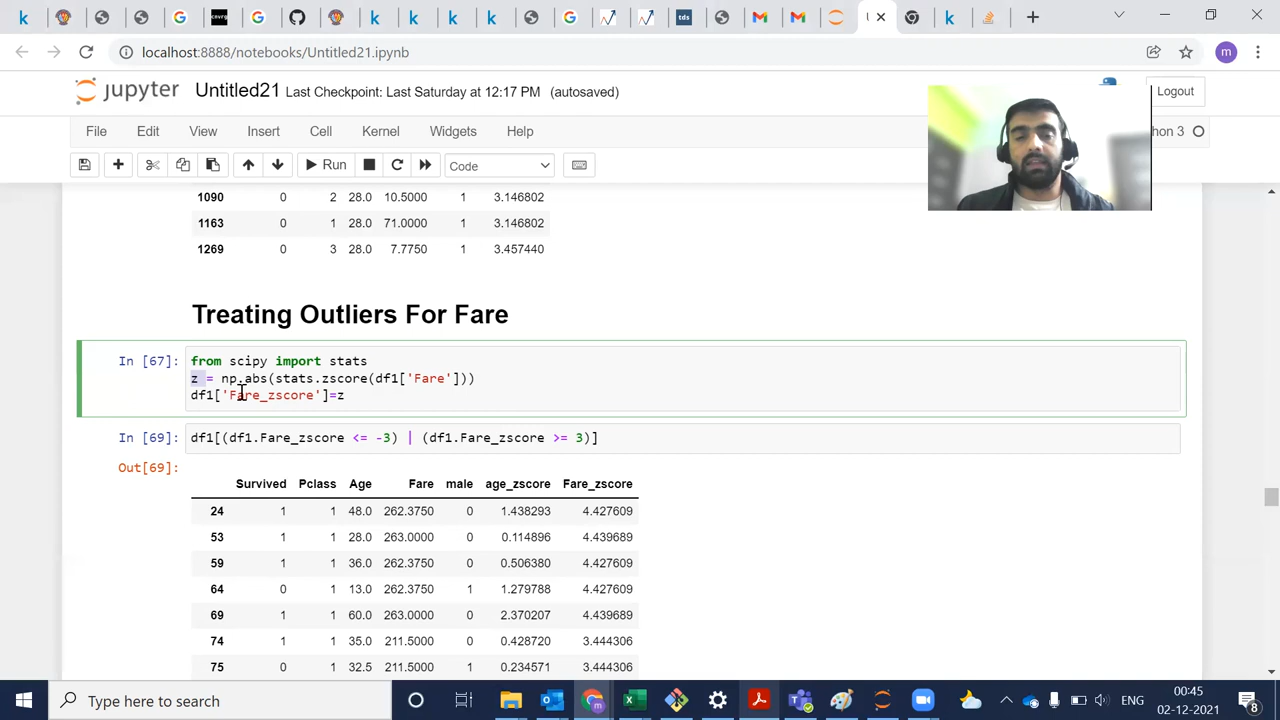 localhost:8888/notebooks/Untitled21.ipynb
m
jupyter Untitled21 Last Checkpoint: Last Saturday at 12:17 PM (autosaved)
Logout
File Edit View Insert Cell Kernel Widgets Help
hon 3
Run Code
1090 0 2 28.0 10.5000 1 3.146802
1163 0 1 28.0 71.0000 1 3.146802
1269 0 3 28.0 7.7750 1 3.457440
Treating Outliers For Fare
In [67]: from scipy import stats
z = np.abs(stats.zscore(df1['Fare']))
df1['Fare_zscore']=z
In [69]: df1[(df1.Fare_zscore <= -3) | (df1.Fare_zscore >= 3)]
Out[69]:
Survived Pclass Age Fare male age_zscore Fare_zscore
24 1 1 48.0 262.3750 0 1.438293 4.427609
53 1 1 28.0 263.0000 0 0.114896 4.439689
59 1 1 36.0 262.3750 0 0.506380 4.427609
64 0 1 13.0 262.3750 1 1.279788 4.427609
69 1 1 60.0 263.0000 0 2.370207 4.439689
74 1 1 35.0 211.5000 0 0.428720 3.444306
75 0 1 32.5 211.5000 1 0.234571 3.444306
Type here to search
ENG
00:45
02-12-2021
8